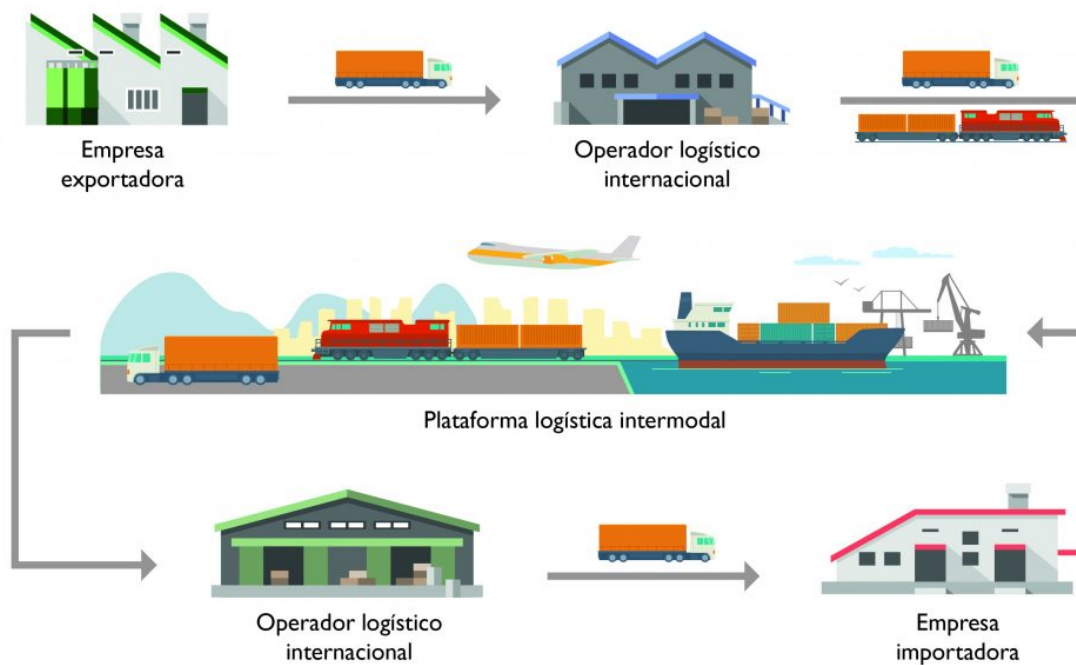 Empresa
exportadora
Operador logístico
internacional
Plataforma logística intermodal
Operador logístico
internacional
Empresa
importadora